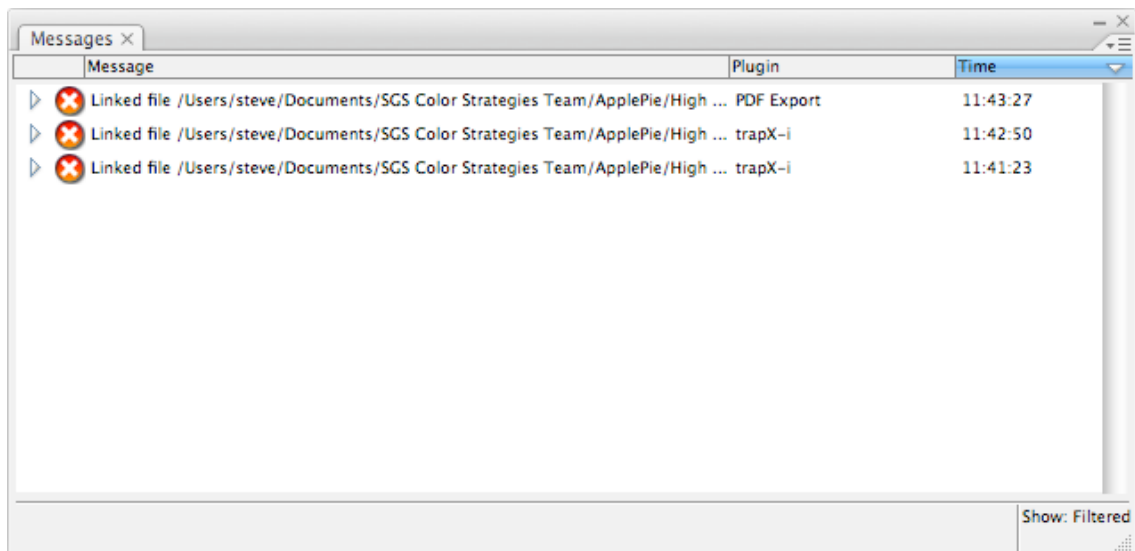 Messages
Message Plugin Time
Linked file /Users/steve/Documents/SGS Color Strategies Team/ApplePie/High ... PDF Export 11:43:27
Linked file /Users/steve/Documents/SGS Color Strategies Team/ApplePie/High ... trapX-i 11:42:50
Linked file /Users/steve/Documents/SGS Color Strategies Team/ApplePie/High ... trapX-i 11:41:23
Show: Filtered